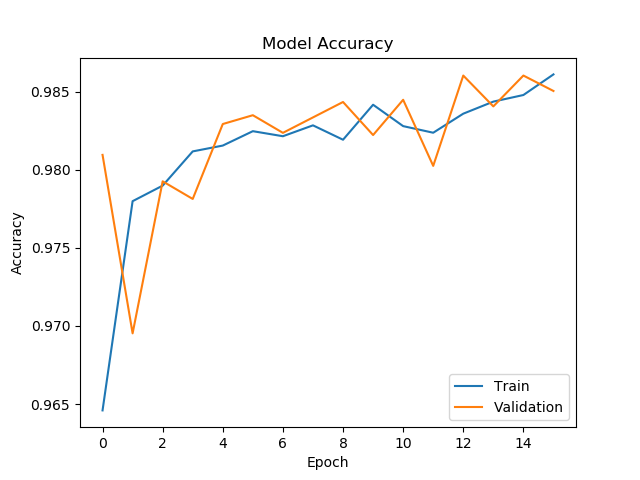 Model Accuracy
0.985
0.980
0.975
0.970
0.965
Accuracy
0 2 4 6 8 10 12 14
Epoch
Train
Validation